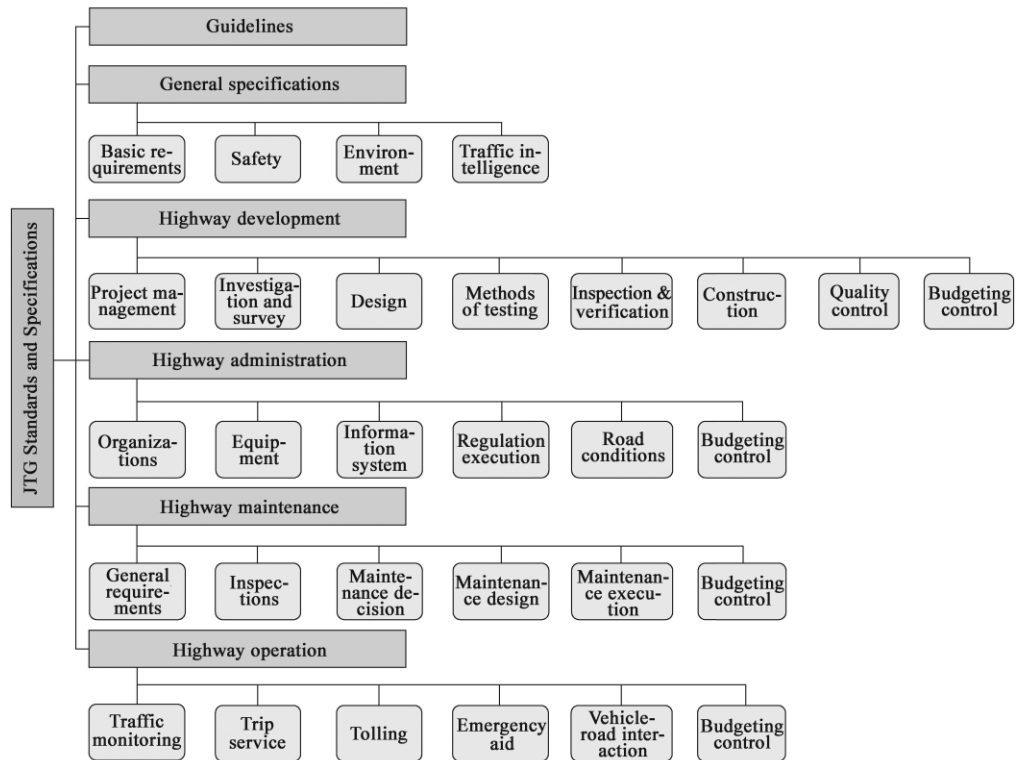 Guidelines
General specifications
Basic re-
quirements
Safety
Environ-
ment
Traffic in-
telligence
JTG Standards and Specifications
Highway development
Project ma-
nagement
Investiga-
tion and
survey
Design
Methods
of testing
Inspection &
verification
Construc-
tion
Quality
control
Budgeting
control
Highway administration
Organiza-
tions
Equip-
ment
Informa-
tion
system
Regulation
execution
Road
conditions
Budgeting
control
Highway maintenance
General
require-
ments
Inspec-
tions
Mainte-
nance de-
cision
Maintenan-
ce design
Maintenan-
ce execu-
tion
Budgeting
control
Highway operation
Traffic
monitoring
Trip
service
Tolling
Emergency
aid
Vehicle-
road inter-
action
Budgeting
control